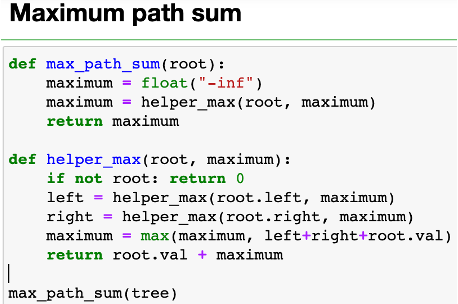 Maximum path sum
def max_path_sum(root):
    maximum = float("-inf")
    maximum = helper_max(root, maximum)
    return maximum
def helper_max(root, maximum):
    if not root: return 0
    left = helper_max(root.left, maximum)
    right = helper_max(root.right, maximum)
    maximum = max(maximum, left+right+root.val)
    return root.val + maximum
max_path_sum(tree)